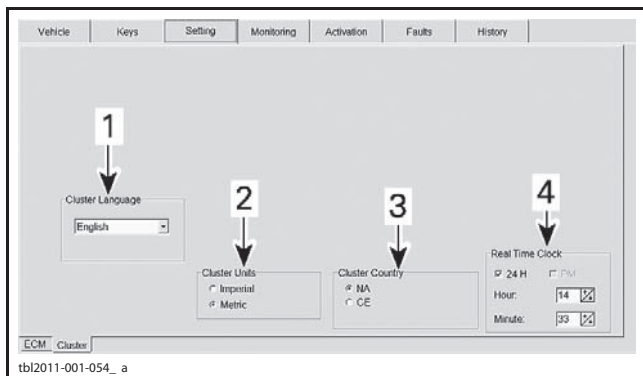 Vehicle Keys Setting Monitoring Activation Faults History
1
2
3
4
Cluster Language
English
Cluster Units
Imperial
Metric
Cluster Country
NA
CE
Real Time Clock
24 H PM
Hour: 14
Minute: 33
ECM Cluster
tbl2011-001-054_ a